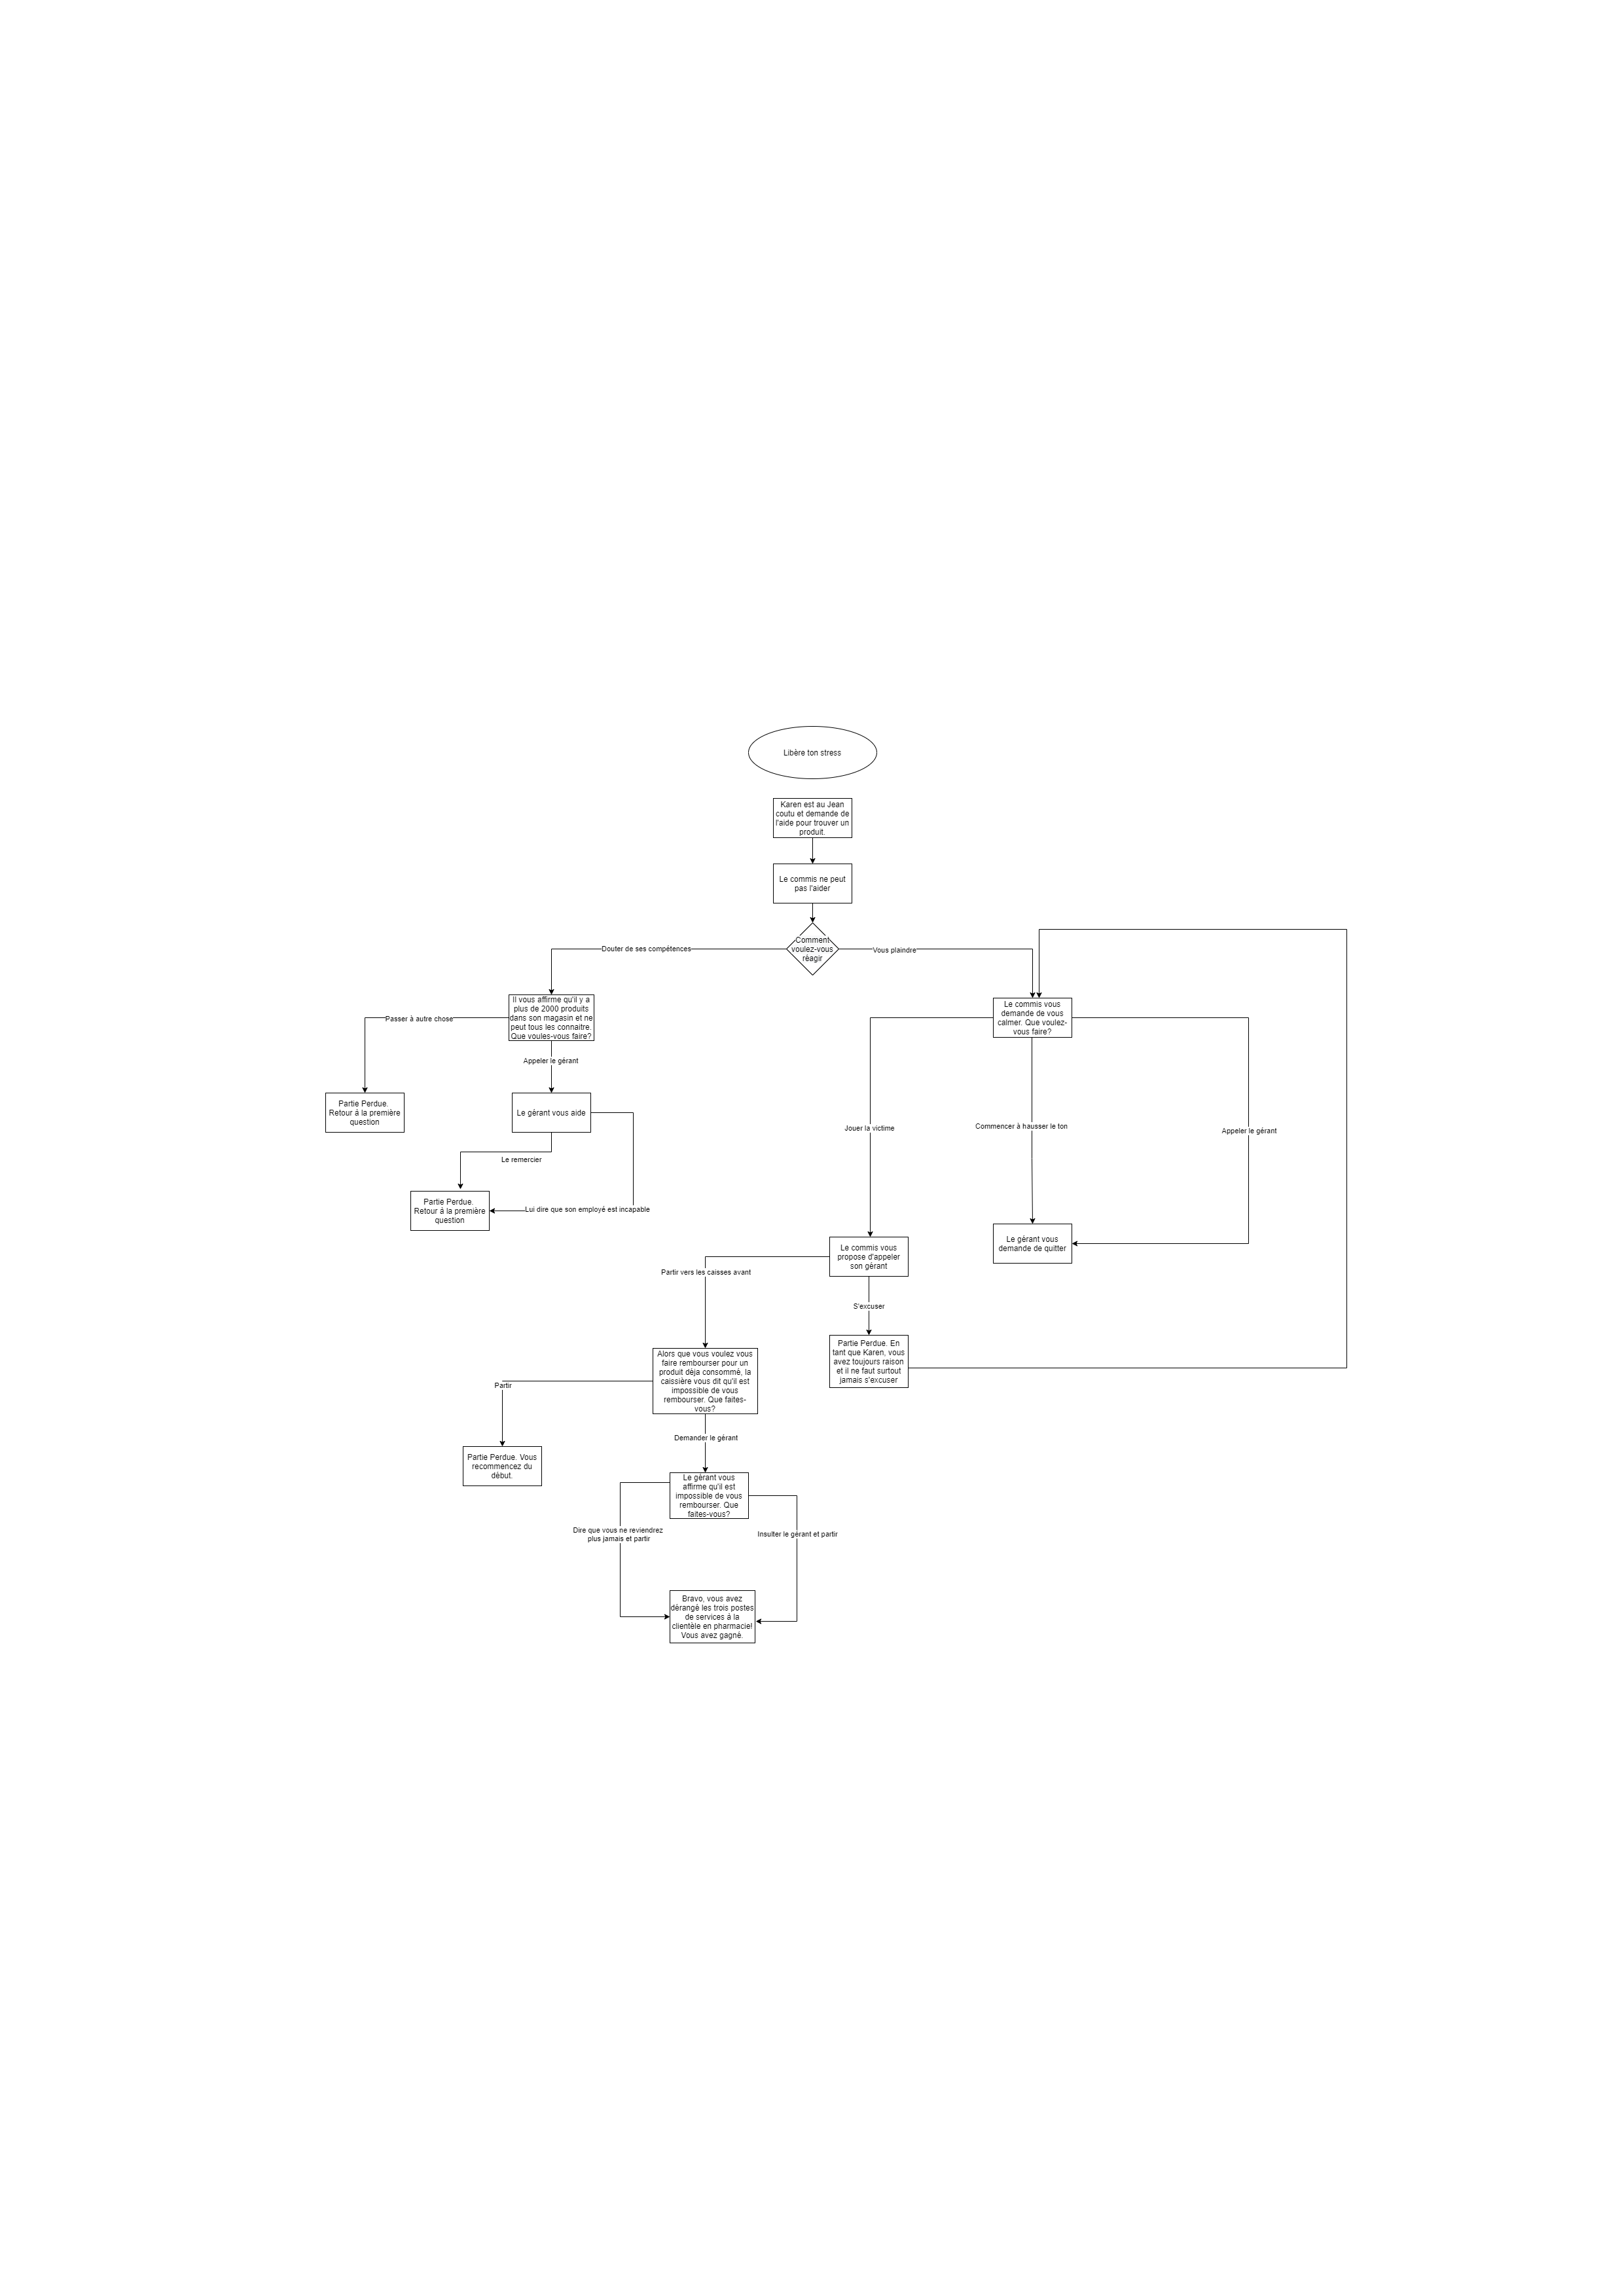 Libère ton stress
Karen est au Jean
coutu et demande de
l'aide pour trouver un
produit.
Le commis ne peut
pas l'aider
Comment
voulez-vous
réagir
Douter de ses compétences
Vous plaindre
Il vous affirme qu'il y a
plus de 2000 produits
dans son magasin et ne
peut tous les connaitre.
Que voules-vous faire?
Le commis vous
demande de vous
calmer. Que voulez-
vous faire?
Passer à autre chose
Appeler le gérant
Partie Perdue.
Retour à la première
question
Le gérant vous aide
Jouer la victime
Commencer à hausser le ton
Appeler le gérant
Le remercier
Partie Perdue.
Retour à la première
question
Lui dire que son employé est incapable
Le gérant vous
demande de quitter
Le commis vous
propose d'appeler
son gérant
Partir vers les caisses avant
S'excuser
Partie Perdue. En
tant que Karen, vous
avez toujours raison
et il ne faut surtout
jamais s'excuser
Alors que vous voulez vous
faire rembourser pour un
produit déja consommé, la
caissière vous dit qu'il est
impossible de vous
rembourser. Que faites-
vous?
Partir
Demander le gérant
Partie Perdue. Vous
recommencez du
début.
Le gérant vous
affirme qu'il est
impossible de vous
rembourser. Que
faites-vous?
Dire que vous ne reviendrez
plus jamais et partir
Insulter le gerant et partir
Bravo, vous avez
dérangé les trois postes
de services à la
clientèle en pharmacie!
Vous avez gagné.